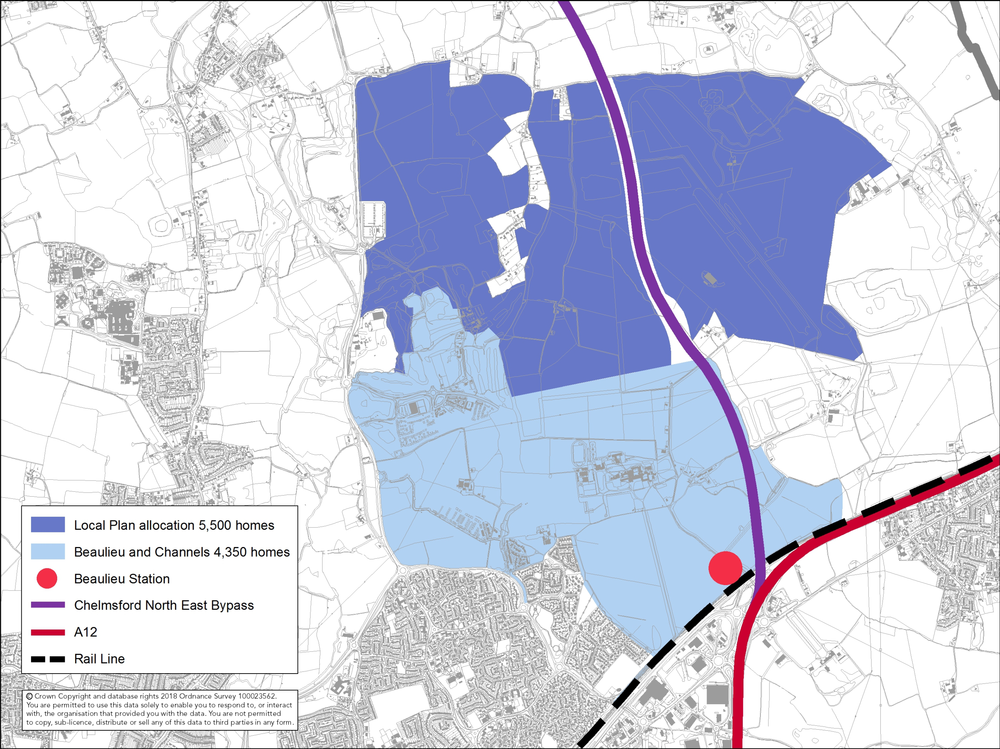 Local Plan allocation 5,500 homes
Beaulieu and Channels 4,350 homes
Beaulieu Station
Chelmsford North East Bypass
A12
Rail Line
© Crown Copyright and database rights 2018 Ordnance Survey 100023562.
You are permitted to use this data solely to enable you to respond to, or interact
with, the organisation that provided you with the data. You are not permitted
to copy, sub-licence, distribute or sell any of this data to third parties in any form.